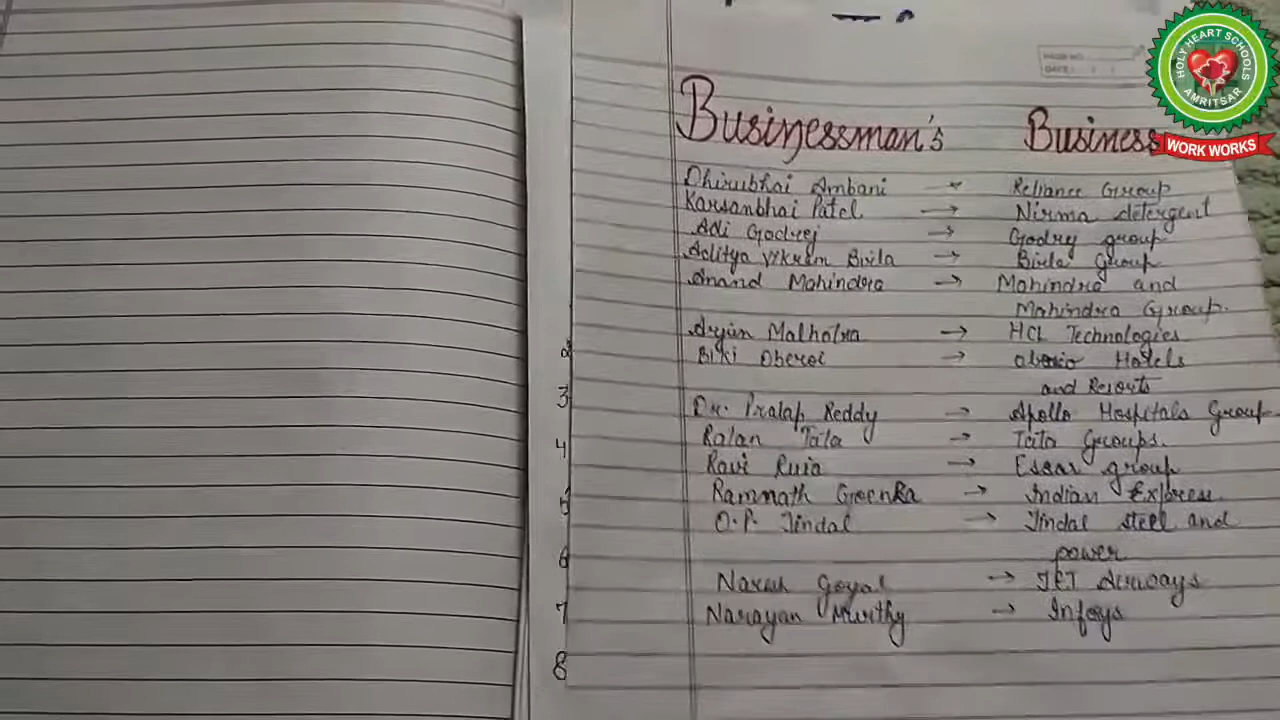 HOLY HEART SCHOOLS
AMRITSAR
WORK WORKS
PAGE NO.
DATE
Businessman's Business
Dhirubhai Ambani → Reliance Group
Karsanbhai Patel → Nirma detergent
Adi Godrej → Godrej group
Aditya Vikram Birla → Birla Group
Anand Mahindra → Mahindra and
Mahindra Group.
Arjun Malhotra → HCL Technologies
Biki Oberoi → Hotels
and Resorts
Dr. Pratap Reddy → Apollo Hospitals Group
Ratan Tata → Tata Groups.
Ravi Ruia → Essar group
Ramnath GoenKa → Indian Express
O.P. Jindal → Jindal steel and
power
Naresh Goyal → JET Airways
Narayan Murthy → Infosys
2
3
4
5
6
7
8